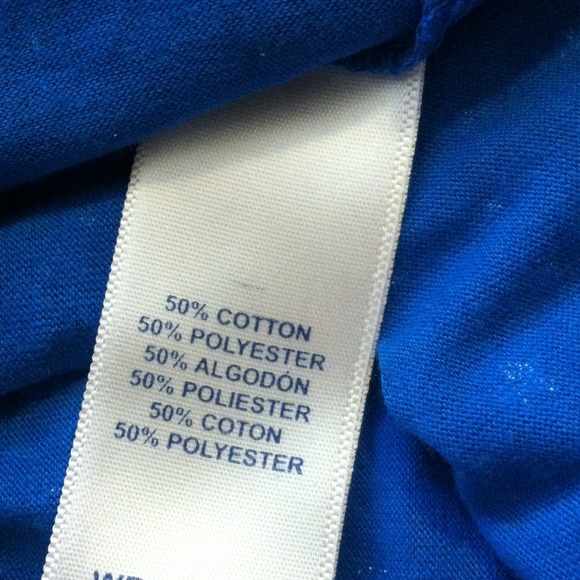 50% COTTON
50% POLYESTER
50% ALGODÓN
50% POLIESTER
50% COTON
50% POLYESTER